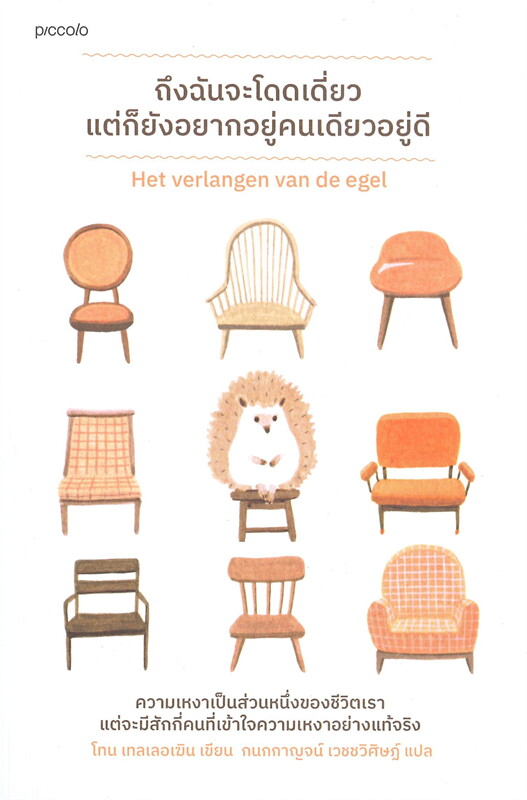 piccolo
ถึงฉันจะโดดเดี่ยว
แต่ก็ยังอยากอยู่คนเดียวอยู่ดี
Het verlangen van de egel
ความเหงาเป็นส่วนหนึ่งของชีวิตเรา
แต่จะมีสักกี่คนที่เข้าใจความเหงาอย่างแท้จริง
โทน เทลเลอเฆิน เขียน กนกกาญจน์ เวชชวิศิษฎ์ แปล